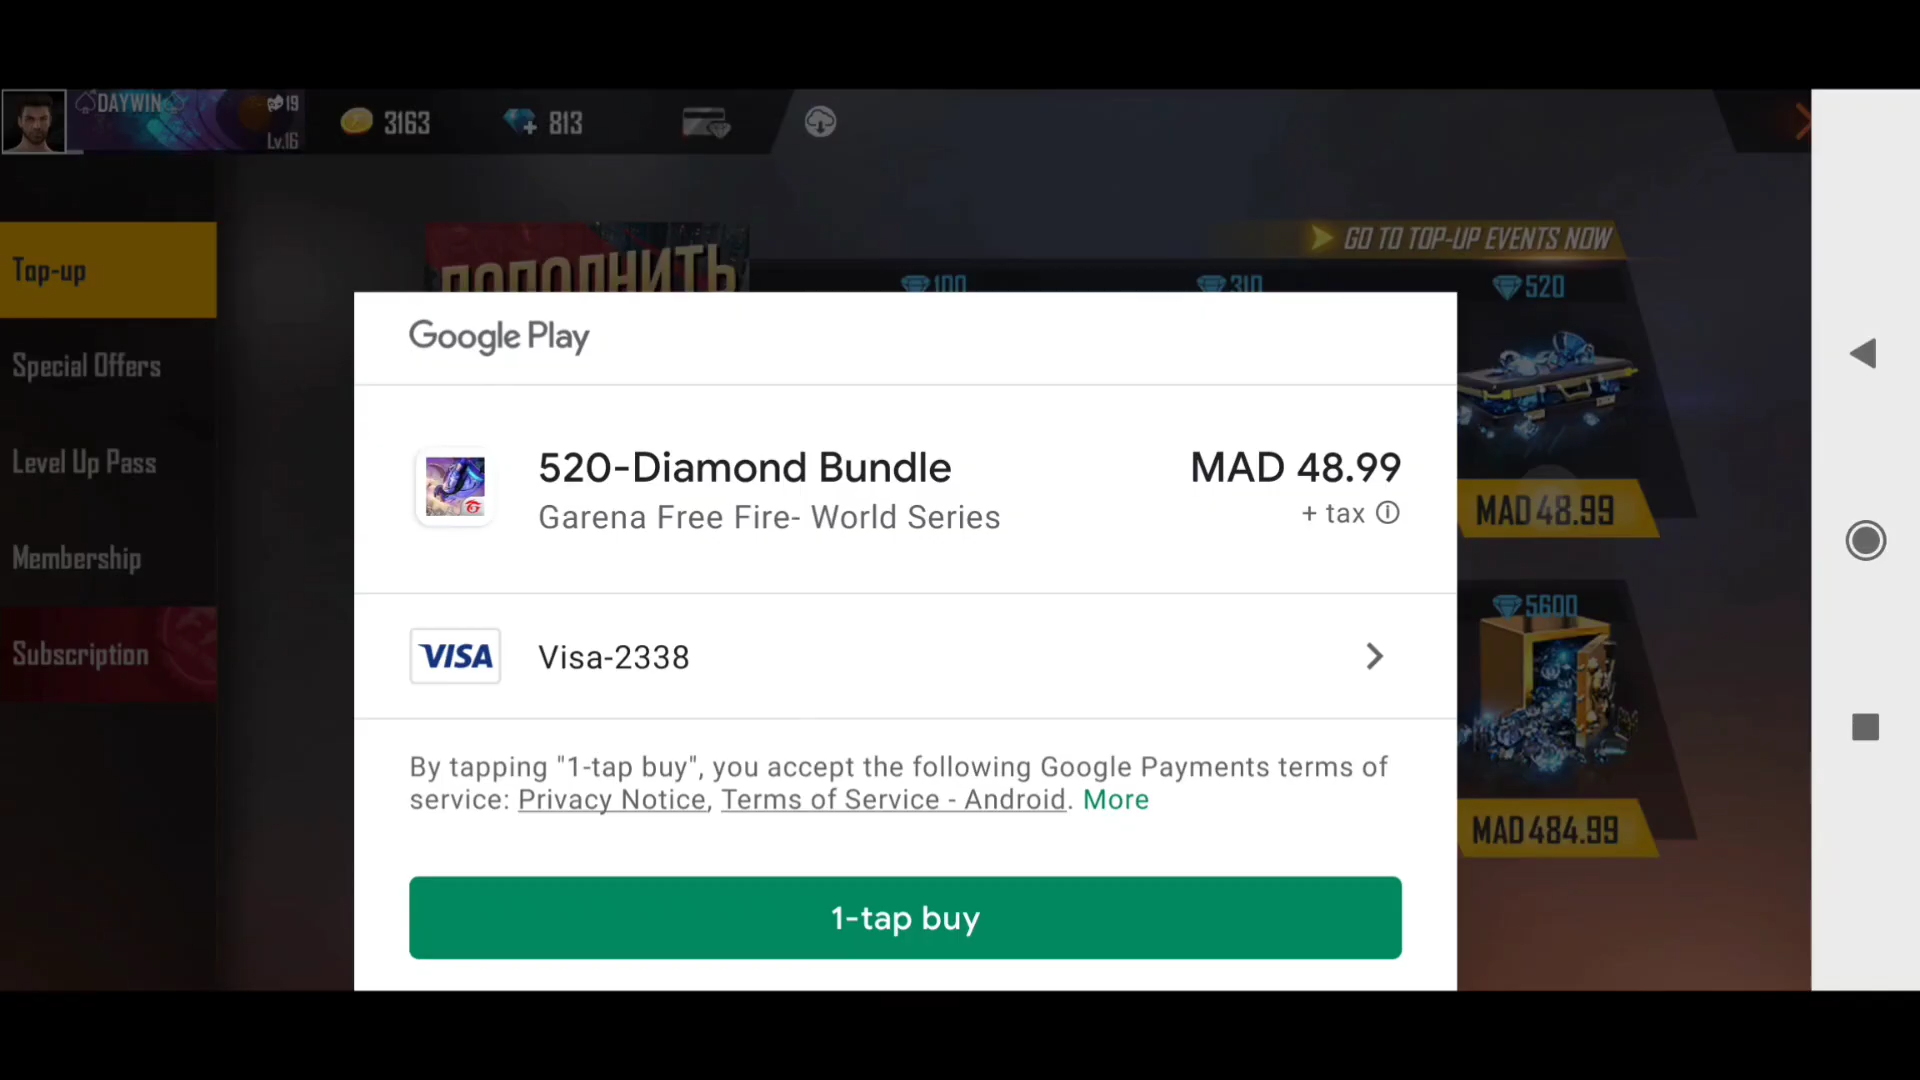 DAYWIN
19
Lv.16
3163
813
GO TO TOP-UP EVENTS NOW
Top-up
ПОПОЛНИТЬ
100
310
520
Google Play
Special Offers
520-Diamond Bundle
MAD 48.99
Garena Free Fire- World Series
+ tax
MAD 48.99
Level Up Pass
Membership
5600
Subscription
VISA
Visa-2338
By tapping "1-tap buy", you accept the following Google Payments terms of
service: Privacy Notice, Terms of Service - Android. More
MAD 484.99
1-tap buy